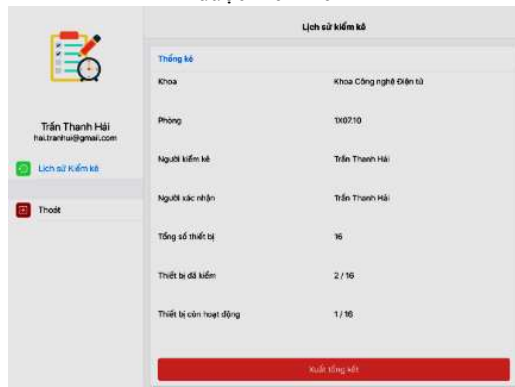 Lịch sử kiểm kê
Trần Thanh Hải
hai.tranhui@gmail.com
Lịch sử Kiểm kê
Thoát
Thống kê
Khoa Khoa Công nghệ Điện tử
Phòng 1X07.10
Người kiểm kê Trần Thanh Hải
Người xác nhận Trần Thanh Hải
Tổng số thiết bị 16
Thiết bị đã kiểm 2 / 16
Thiết bị còn hoạt động 1 / 16
Xuất tổng kết